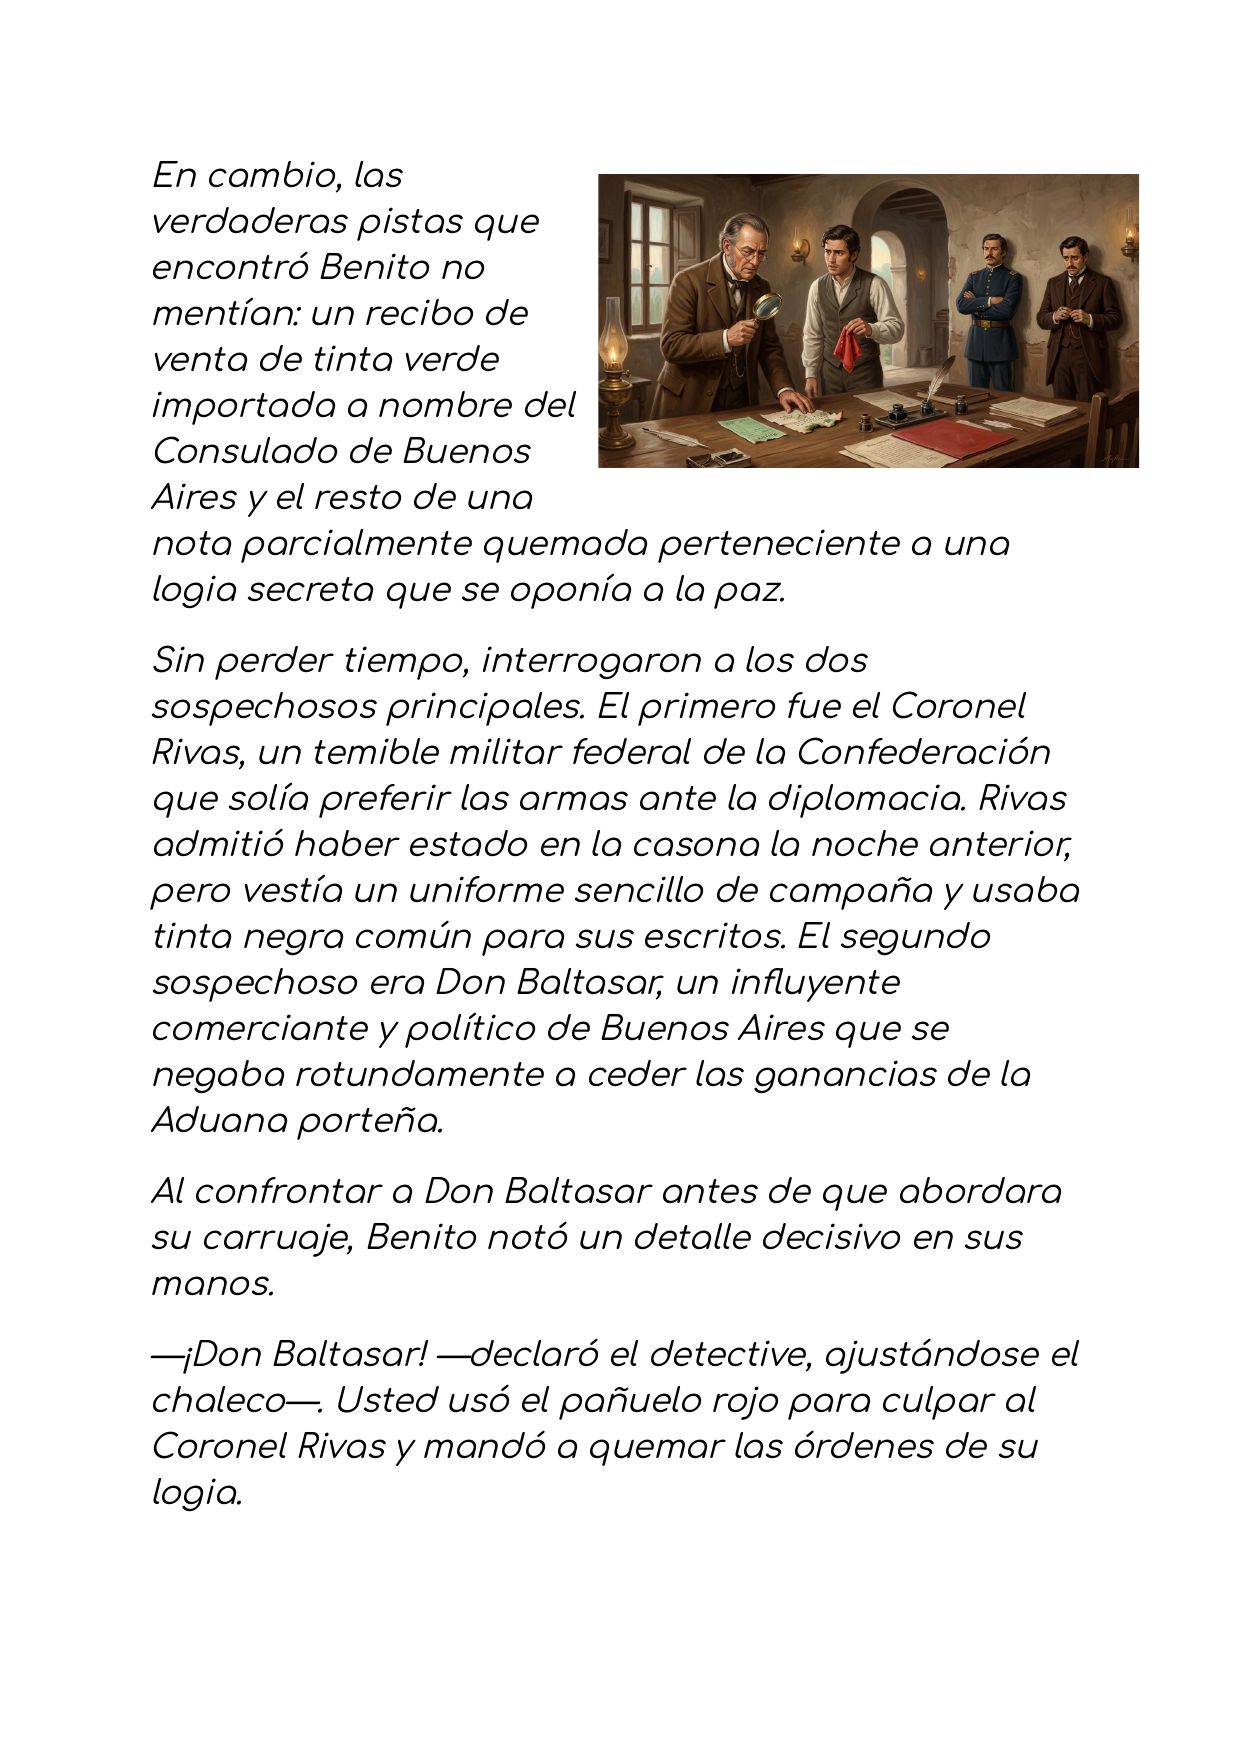 En cambio, las
verdaderas pistas que
encontró Benito no
mentían: un recibo de
venta de tinta verde
importada a nombre del
Consulado de Buenos
Aires y el resto de una
nota parcialmente quemada perteneciente a una
logia secreta que se oponía a la paz.
Sin perder tiempo, interrogaron a los dos
sospechosos principales. El primero fue el Coronel
Rivas, un temible militar federal de la Confederación
que solía preferir las armas ante la diplomacia. Rivas
admitió haber estado en la casona la noche anterior,
pero vestía un uniforme sencillo de campaña y usaba
tinta negra común para sus escritos. El segundo
sospechoso era Don Baltasar, un influyente
comerciante y político de Buenos Aires que se
negaba rotundamente a ceder las ganancias de la
Aduana porteña.
Al confrontar a Don Baltasar antes de que abordara
su carruaje, Benito notó un detalle decisivo en sus
manos.
—¡Don Baltasar! —declaró el detective, ajustándose el
chaleco—. Usted usó el pañuelo rojo para culpar al
Coronel Rivas y mandó a quemar las órdenes de su
logia.